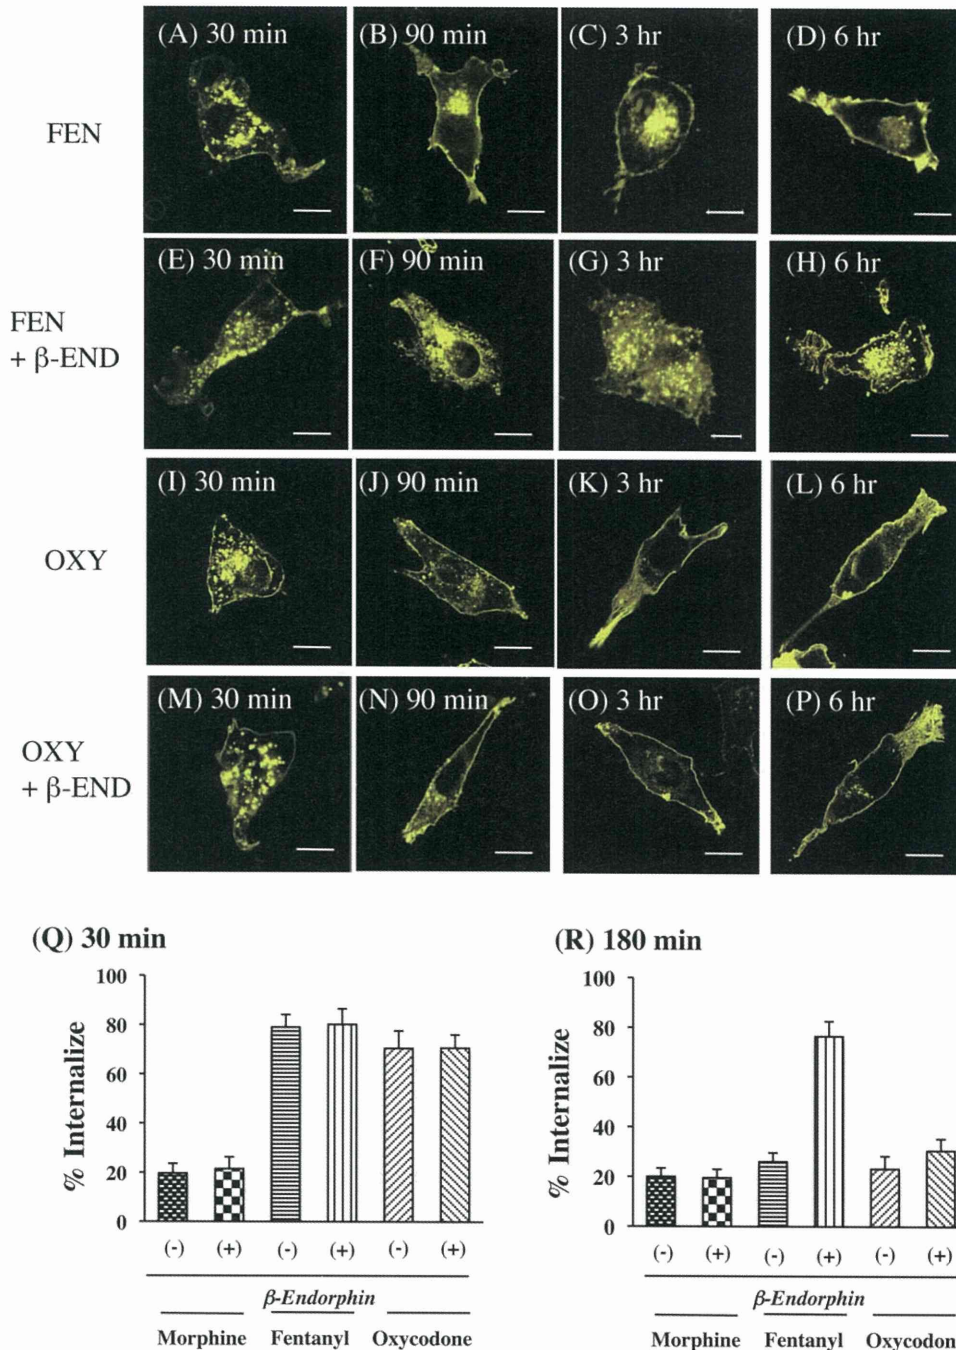 (A) 30 min
(B) 90 min
(C) 3 hr
(D) 6 hr
FEN
(E) 30 min
(F) 90 min
(G) 3 hr
(H) 6 hr
FEN
+ β-END
(I) 30 min
(J) 90 min
(K) 3 hr
(L) 6 hr
OXY
(M) 30 min
(N) 90 min
(O) 3 hr
(P) 6 hr
OXY
+ β-END
(Q) 30 min
% Internalize
100
80
60
40
20
0
(-) (+) (-) (+) (-) (+)
β-Endorphin
Morphine Fentanyl Oxycodone
(R) 180 min
% Internalize
100
80
60
40
20
0
(-) (+) (-) (+) (-) (+)
β-Endorphin
Morphine Fentanyl Oxycodon